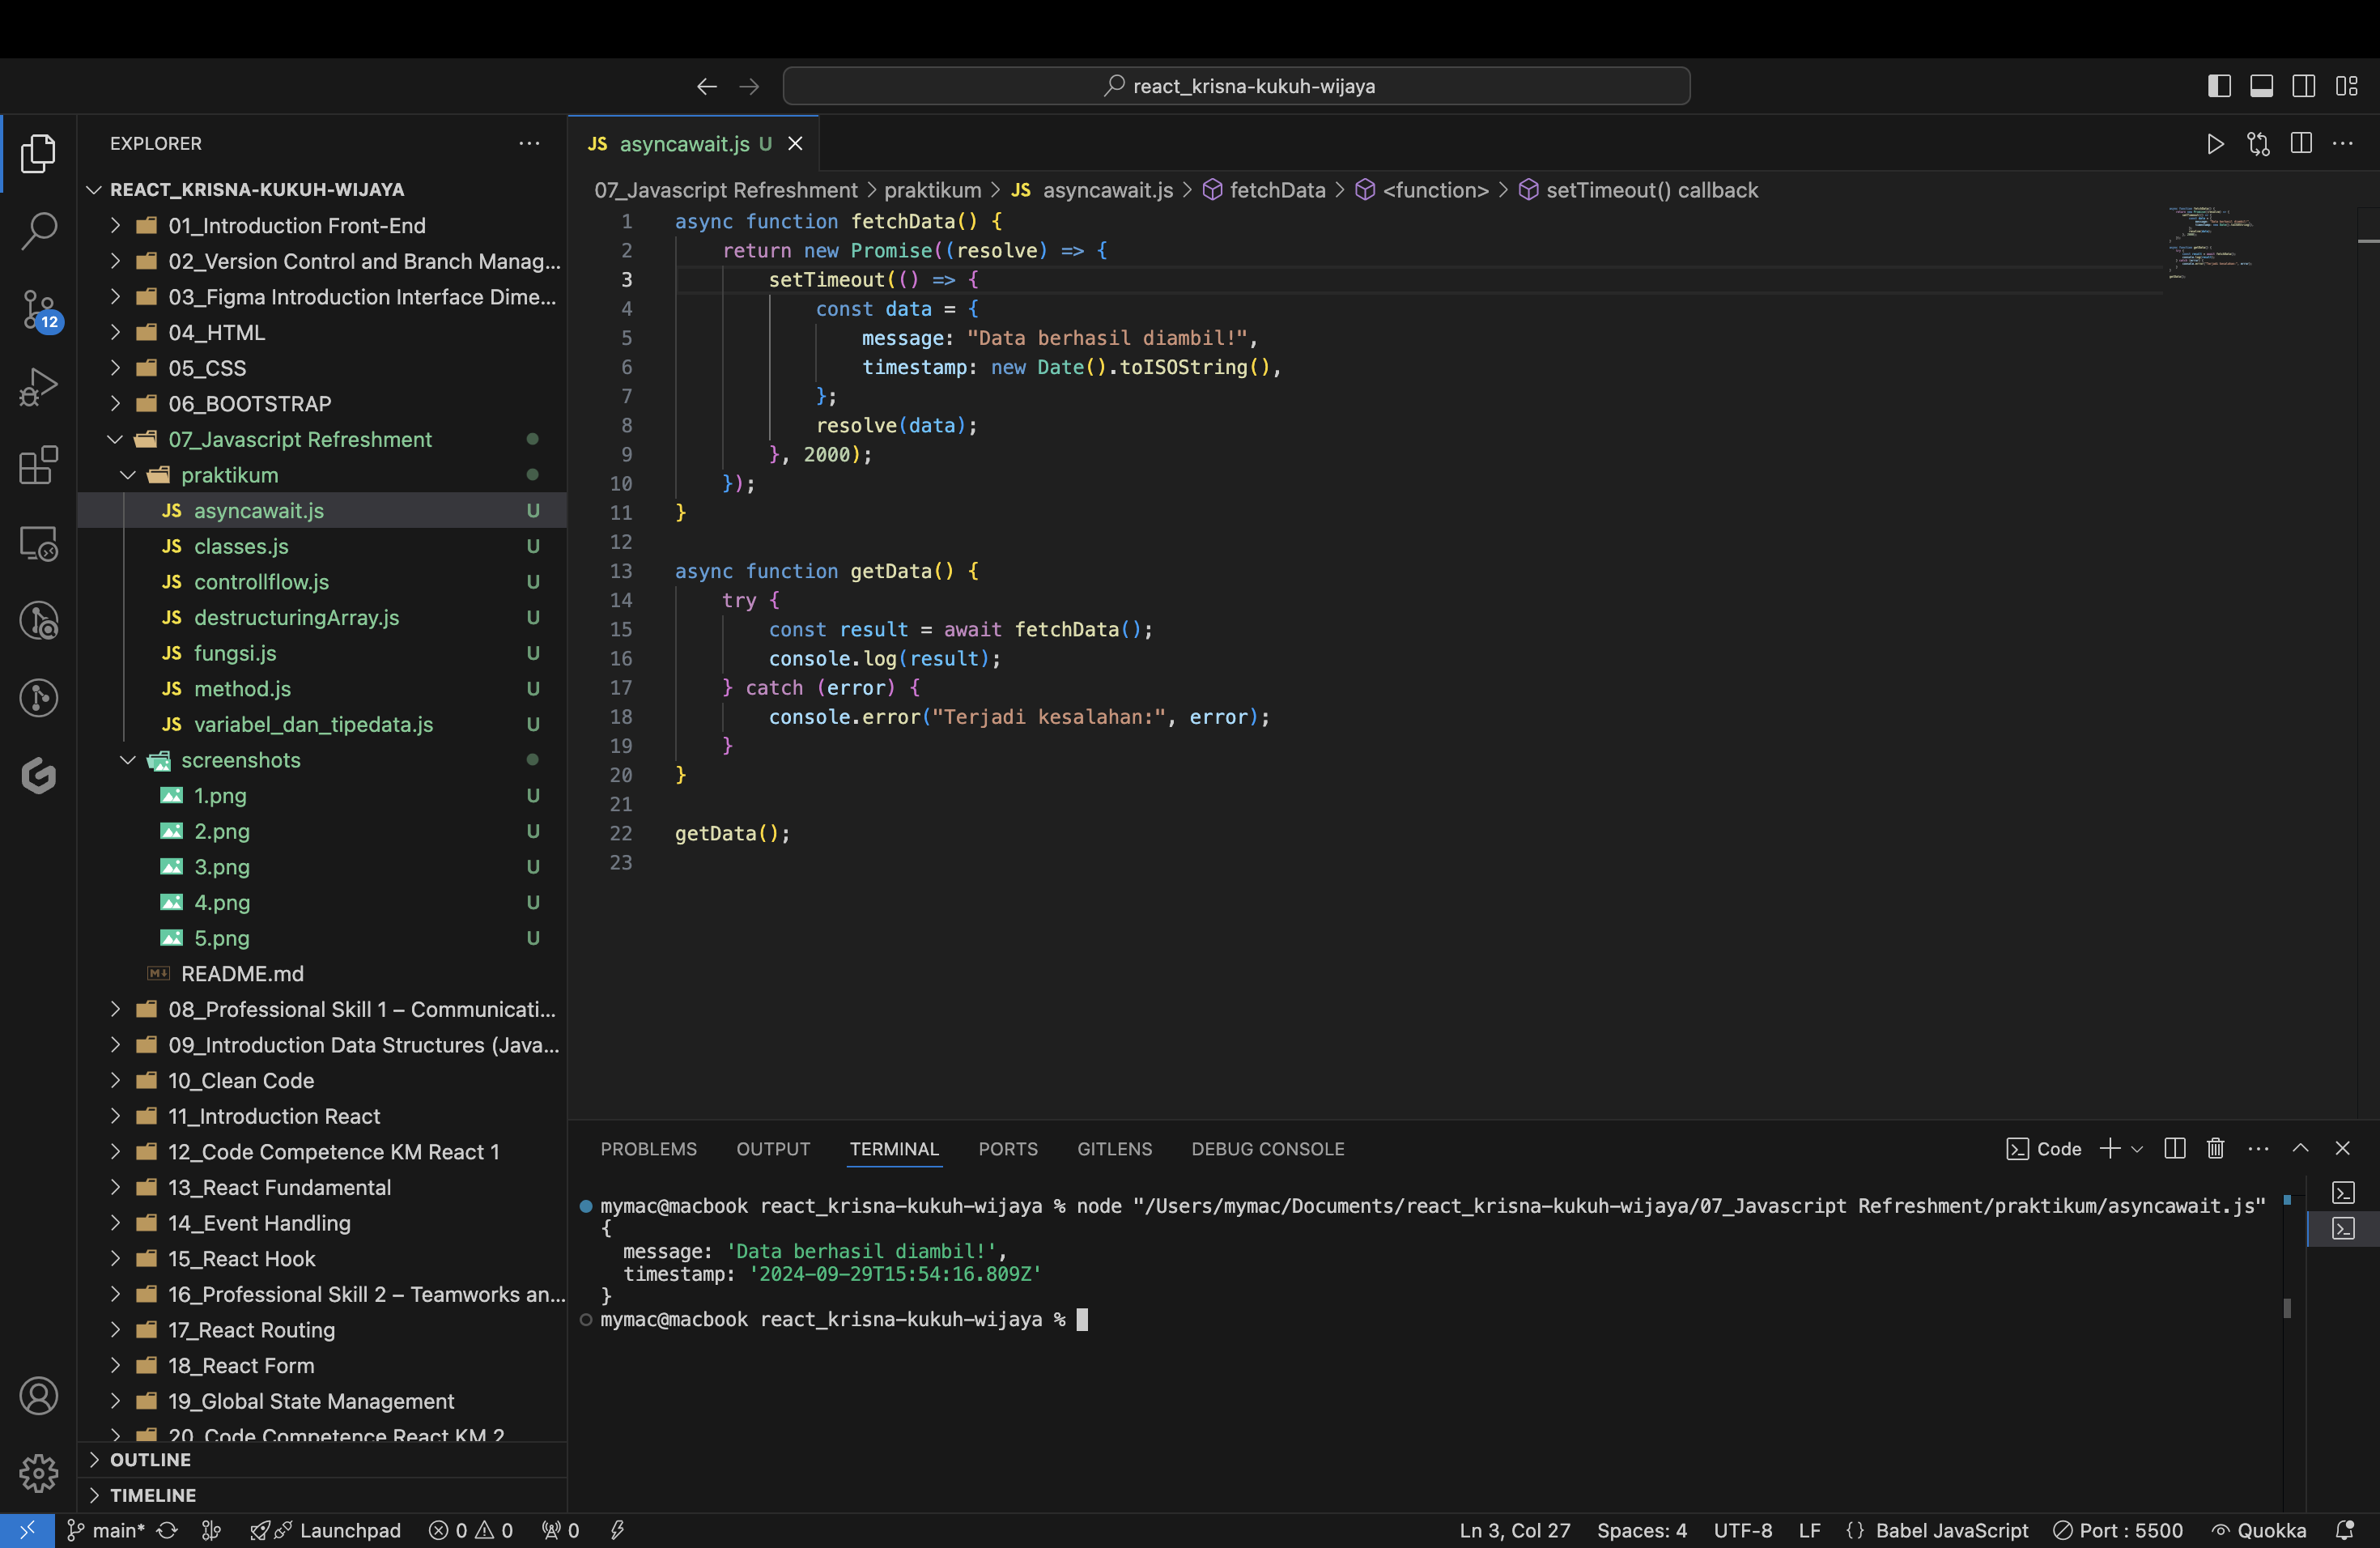 react_krisna-kukuh-wijaya
EXPLORER
REACT_KRISNA-KUKUH-WIJAYA
01_Introduction Front-End
02_Version Control and Branch Manag...
03_Figma Introduction Interface Dime...
04_HTML
05_CSS
06_BOOTSTRAP
07_Javascript Refreshment
praktikum
JS asyncawait.js U
JS classes.js U
JS controllflow.js U
JS destructuringArray.js U
JS fungsi.js U
JS method.js U
JS variabel_dan_tipedata.js U
screenshots
1.png U
2.png U
3.png U
4.png U
5.png U
README.md
08_Professional Skill 1 – Communicati...
09_Introduction Data Structures (Java...
10_Clean Code
11_Introduction React
12_Code Competence KM React 1
13_React Fundamental
14_Event Handling
15_React Hook
16_Professional Skill 2 – Teamworks an...
17_React Routing
18_React Form
19_Global State Management
20_Code Competence React KM 2
OUTLINE
TIMELINE
12
JS asyncawait.js U
07_Javascript Refreshment > praktikum > JS asyncawait.js > fetchData > <function> > setTimeout() callback
1 async function fetchData() {
2 return new Promise((resolve) => {
3 setTimeout(() => {
4 const data = {
5 message: "Data berhasil diambil!",
6 timestamp: new Date().toISOString(),
7 };
8 resolve(data);
9 }, 2000);
10 });
11 }
12
13 async function getData() {
14 try {
15 const result = await fetchData();
16 console.log(result);
17 } catch (error) {
18 console.error("Terjadi kesalahan:", error);
19 }
20 }
21
22 getData();
23
PROBLEMS OUTPUT TERMINAL PORTS GITLENS DEBUG CONSOLE
Code
mymac@macbook react_krisna-kukuh-wijaya % node "/Users/mymac/Documents/react_krisna-kukuh-wijaya/07_Javascript Refreshment/praktikum/asyncawait.js"
{
message: 'Data berhasil diambil!',
timestamp: '2024-09-29T15:54:16.809Z'
}
mymac@macbook react_krisna-kukuh-wijaya %
main* Launchpad 0 0 0 Ln 3, Col 27 Spaces: 4 UTF-8 LF {} Babel JavaScript Port : 5500 Quokka